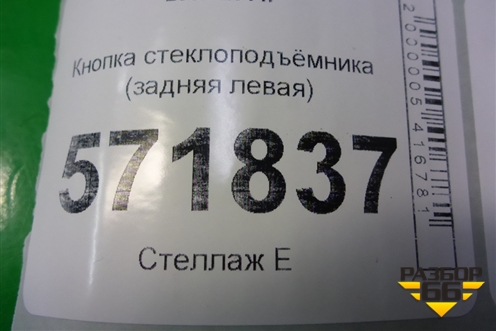 Кнопка стеклоподъёмника
(задняя левая)
571837
Стеллаж Е
2000005416781
РАЗБОР
66